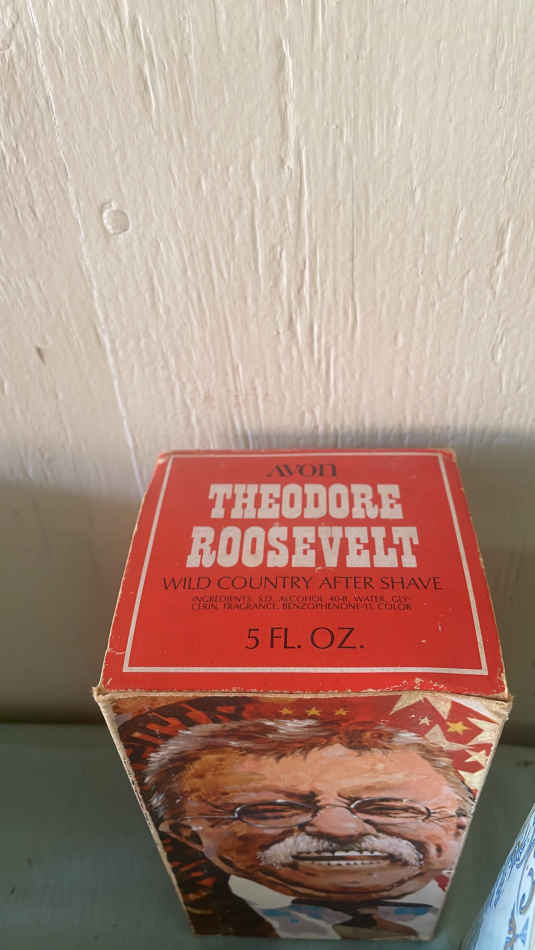 AVON
THEODORE
ROOSEVELT
WILD COUNTRY AFTER SHAVE
INGREDIENTS: S.D. ALCOHOL 40-B, WATER, GLY-
CERIN, FRAGRANCE, BENZOPHENONE-11, COLOR
5 FL. OZ.